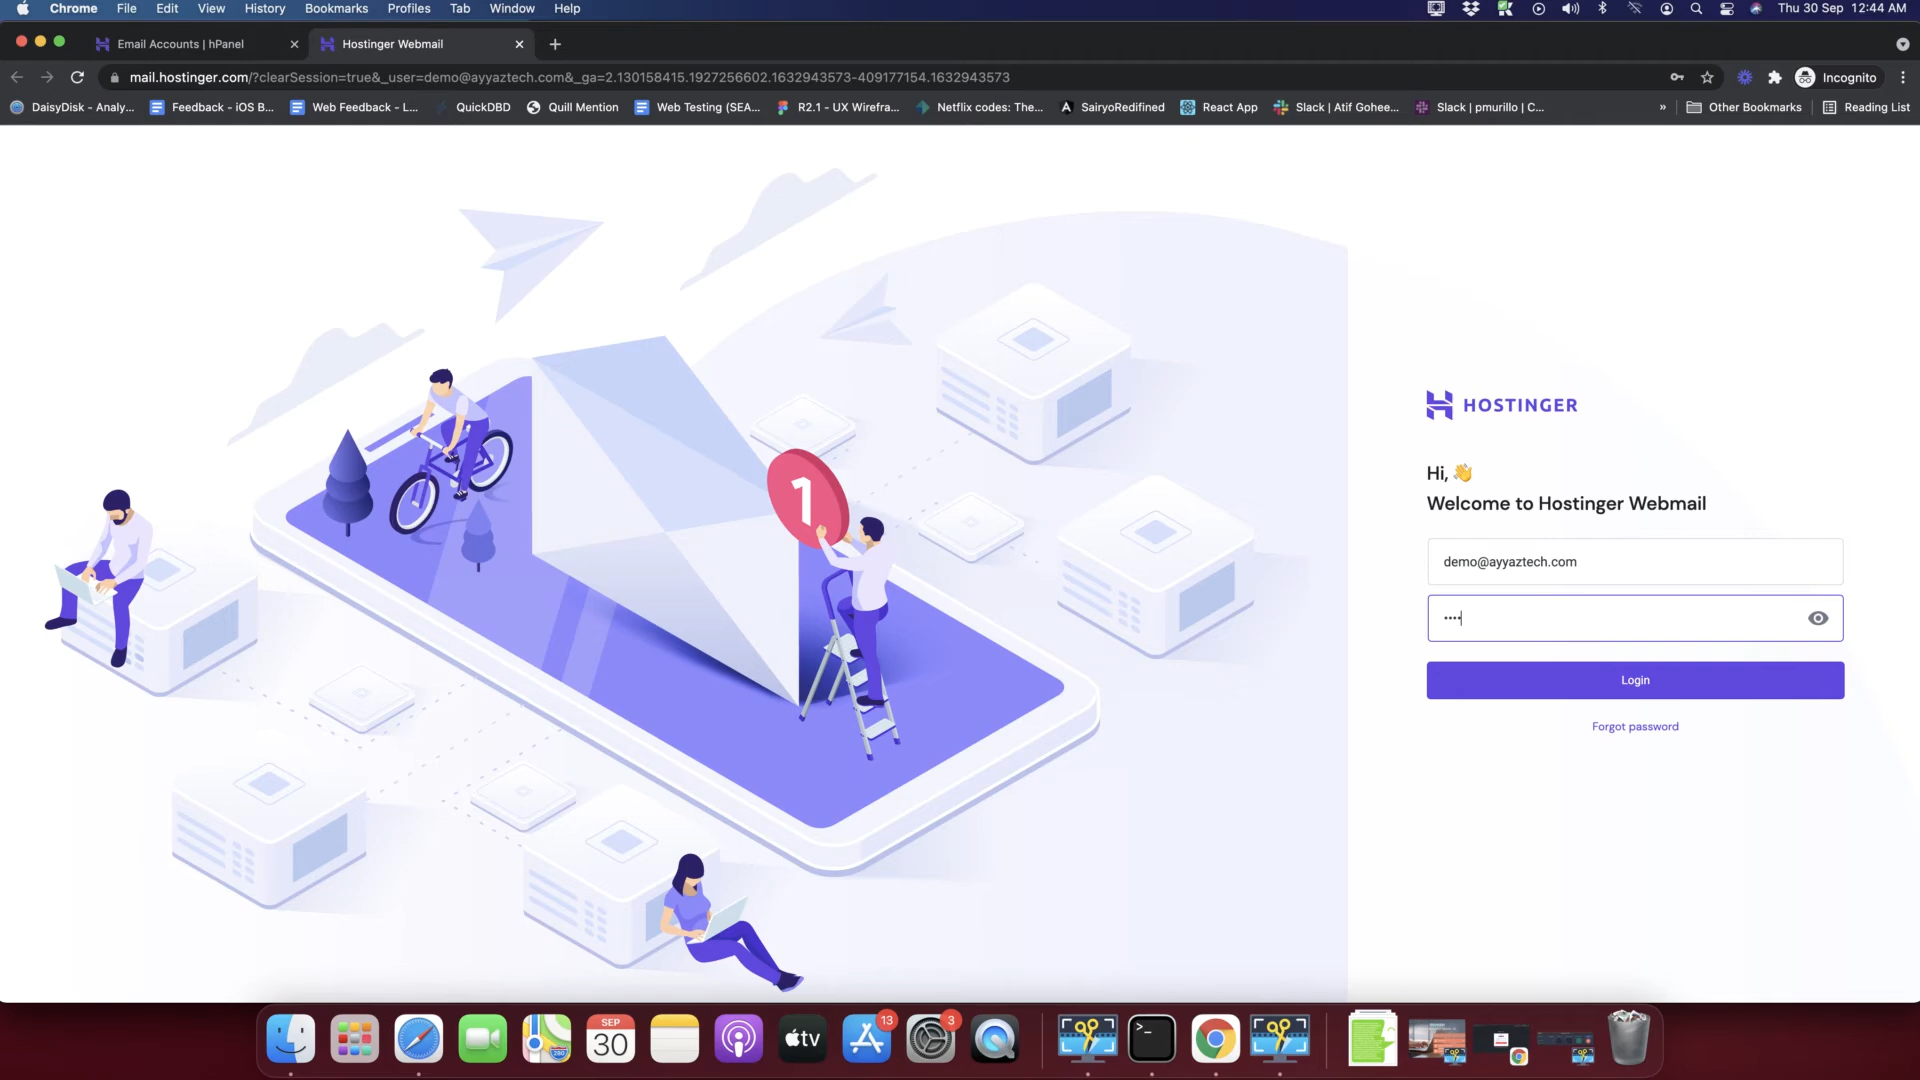 Chrome File Edit View History Bookmarks Profiles Tab Window Help Thu 30 Sep 12:44 AM
Email Accounts | hPanel Hostinger Webmail
mail.hostinger.com/?clearSession=true&_user=demo@ayyaztech.com&_ga=2.130158415.1927256602.1632943573-409177154.1632943573 Incognito
DaisyDisk - Analy... Feedback - iOS B... Web Feedback - L... QuickDBD Quill Mention Web Testing (SEA... R2.1 - UX Wirefra... Netflix codes: The... SairyoRedifined React App Slack | Atif Gohee... Slack | pmurillo | C... » Other Bookmarks Reading List
1
HOSTINGER
Hi, 👋
Welcome to Hostinger Webmail
demo@ayyaztech.com
••••
Login
Forgot password
SEP
30
280
tv
13
3
>_